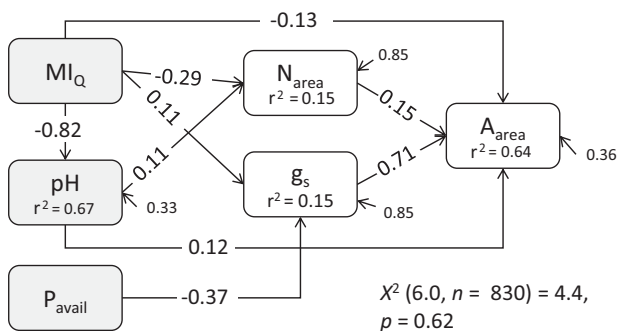 -0.13
MI_Q
-0.29
N_area
r² = 0.15
0.85
0.11
0.15
-0.82
A_area
r² = 0.64
0.11
0.71
0.36
pH
r² = 0.67
g_s
r² = 0.15
0.33
0.85
0.12
P_avail
-0.37
X² (6.0, n = 830) = 4.4,
p = 0.62